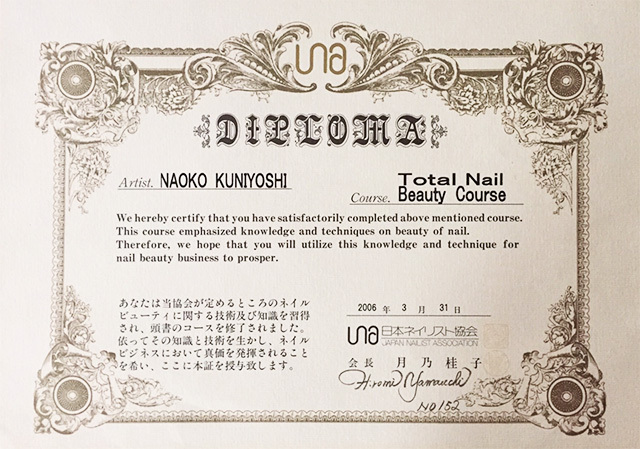 una
DIPLOMA
Artist. NAOKO KUNIYOSHI
Course. Total Nail
Beauty Course
We hereby certify that you have satisfactorily completed above mentioned course.
This course emphasized knowledge and techniques on beauty of nail.
Therefore, we hope that you will utilize this knowledge and technique for
nail beauty business to prosper.
あなたは当協会が定めるところのネイル
ビューティに関する技術及び知識を習得
され、頭書のコースを修了されました。
依ってその知識と技術を生かし、ネイル
ビジネスにおいて真価を発揮されること
を希い、ここに本証を授与致します。
2006 年 3 月 31 日
una 日本ネイリスト協会
JAPAN NAILIST ASSOCIATION
会長 月乃桂子
Hiromi Yamauchi
NO152